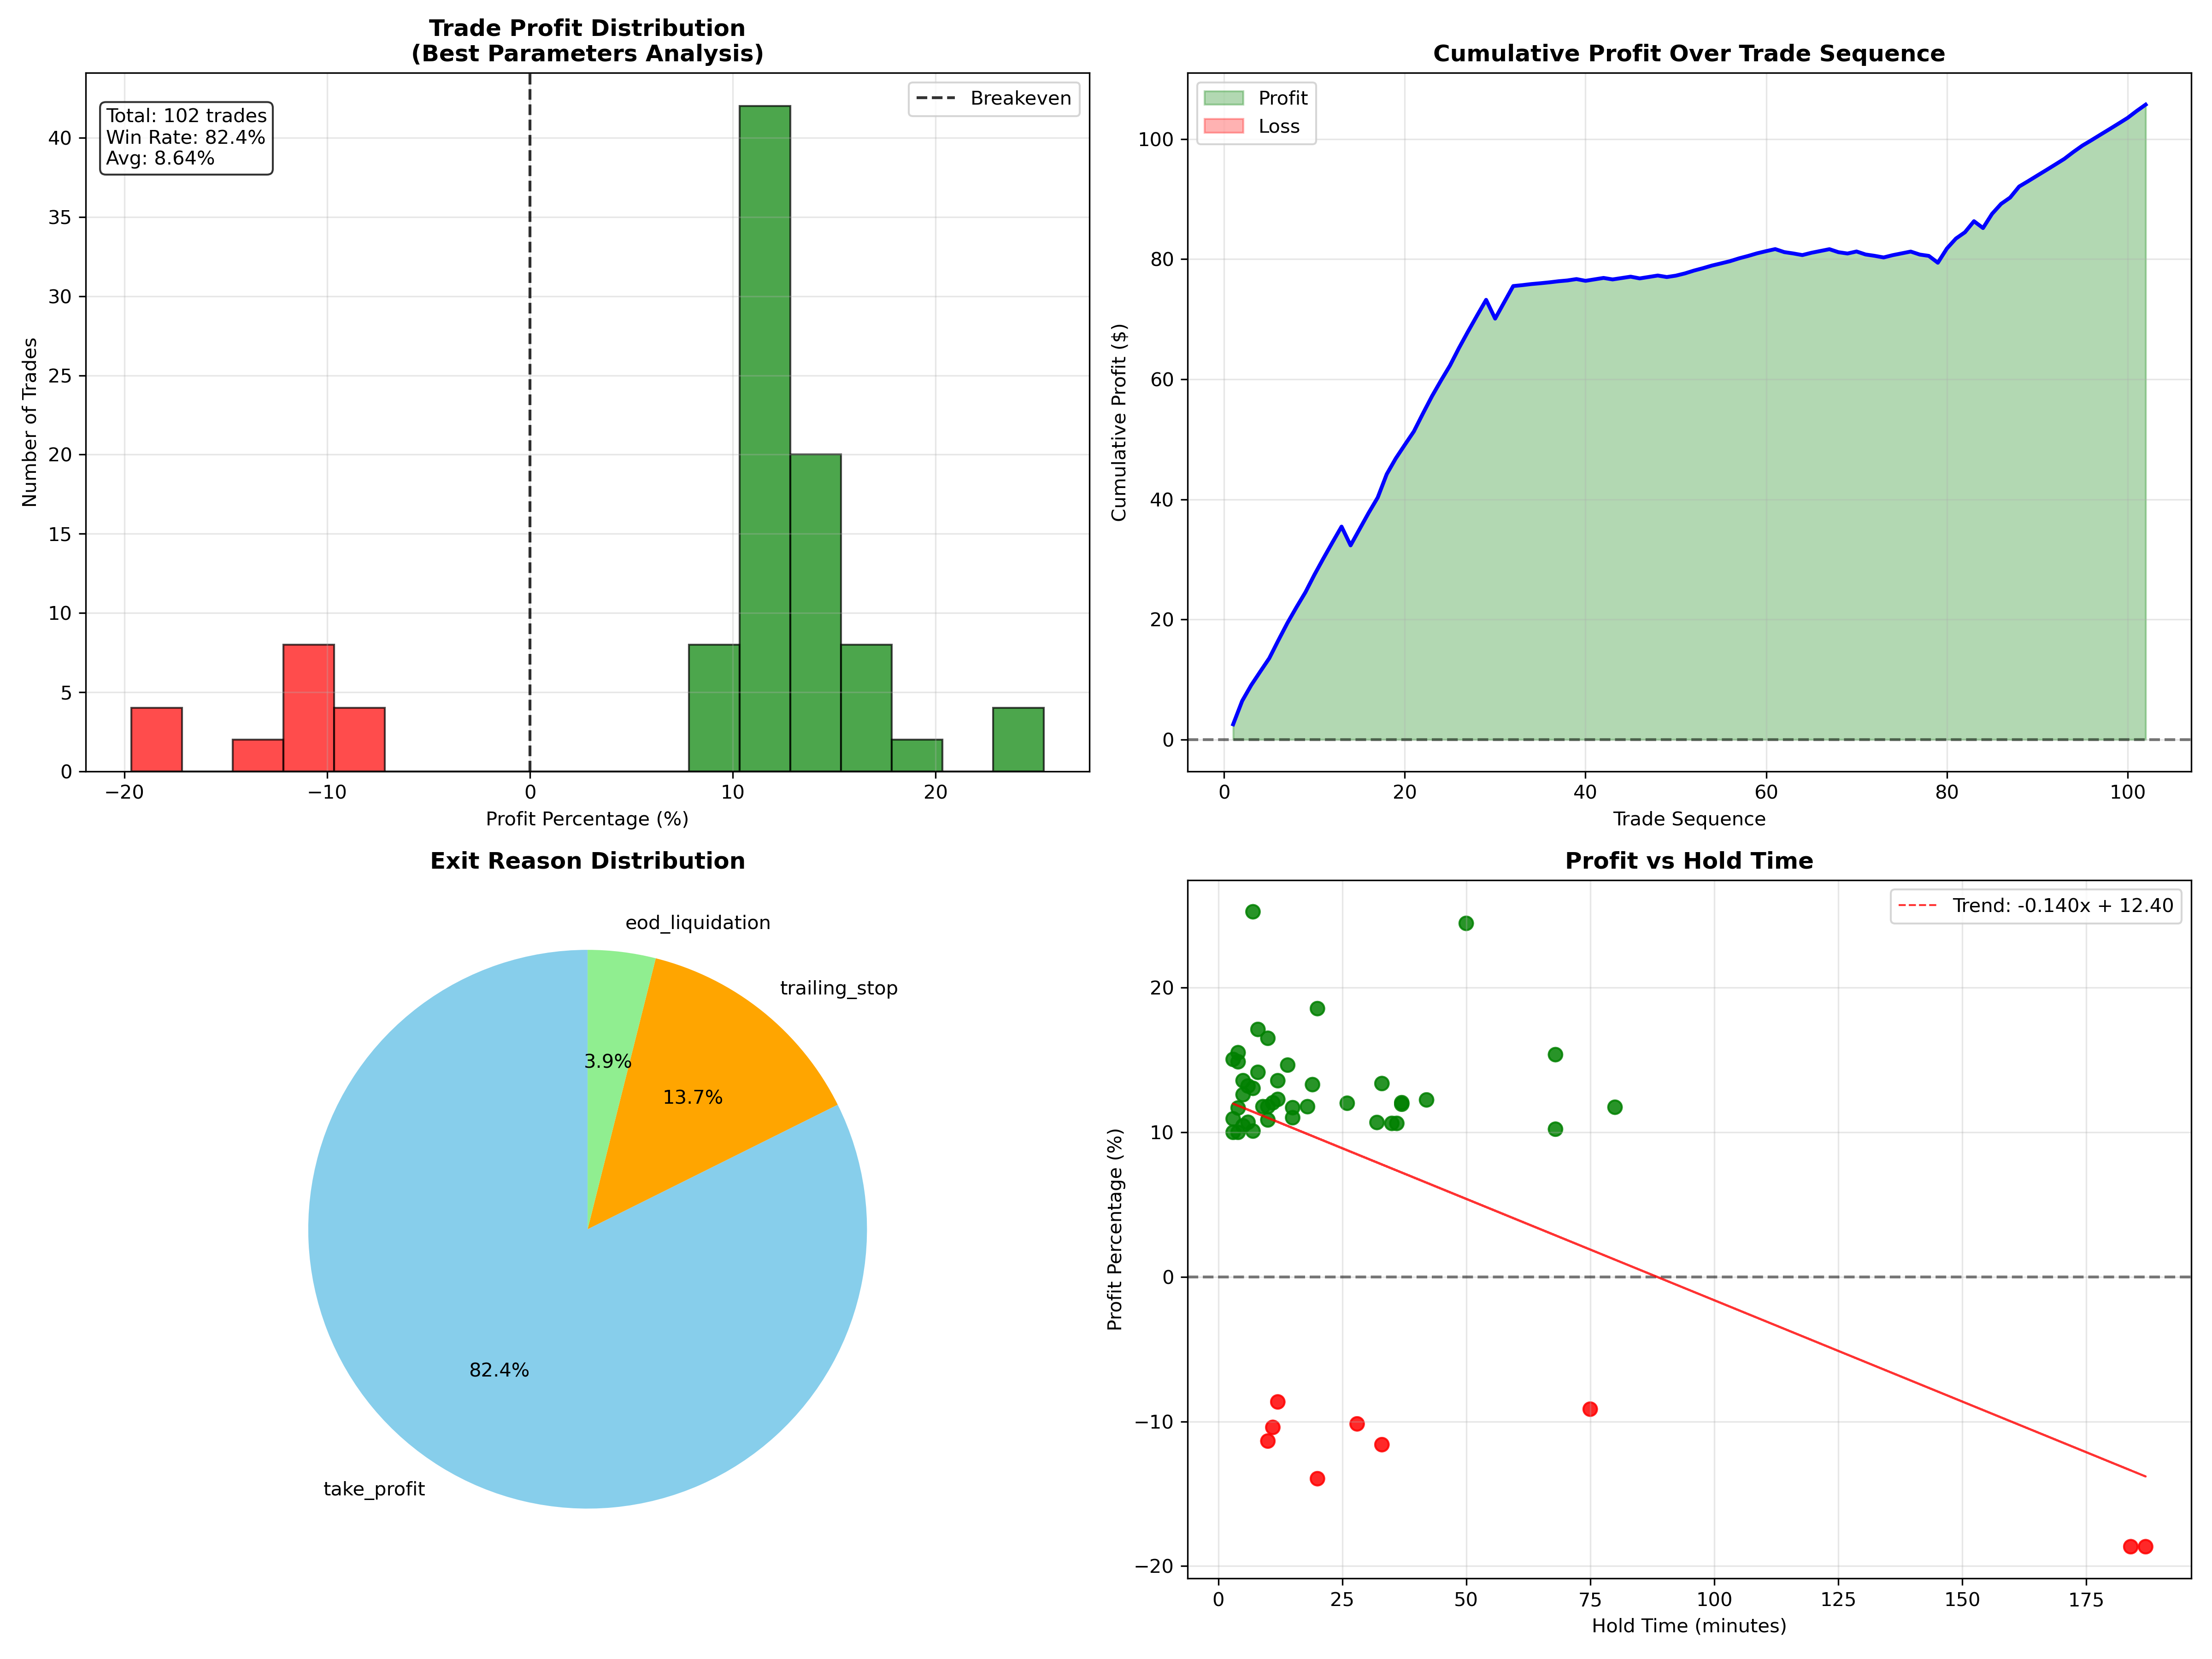 Trade Profit Distribution
(Best Parameters Analysis)
Total: 102 trades
Win Rate: 82.4%
Avg: 8.64%
Breakeven
Number of Trades
40
35
30
25
20
15
10
5
0
−20
−10
0
10
20
Profit Percentage (%)
Cumulative Profit Over Trade Sequence
Profit
Loss
Cumulative Profit ($)
100
80
60
40
20
0
0
20
40
60
80
100
Trade Sequence
Exit Reason Distribution
eod_liquidation
trailing_stop
3.9%
13.7%
82.4%
take_profit
Profit vs Hold Time
Trend: -0.140x + 12.40
Profit Percentage (%)
20
10
0
−10
−20
0
25
50
75
100
125
150
175
Hold Time (minutes)